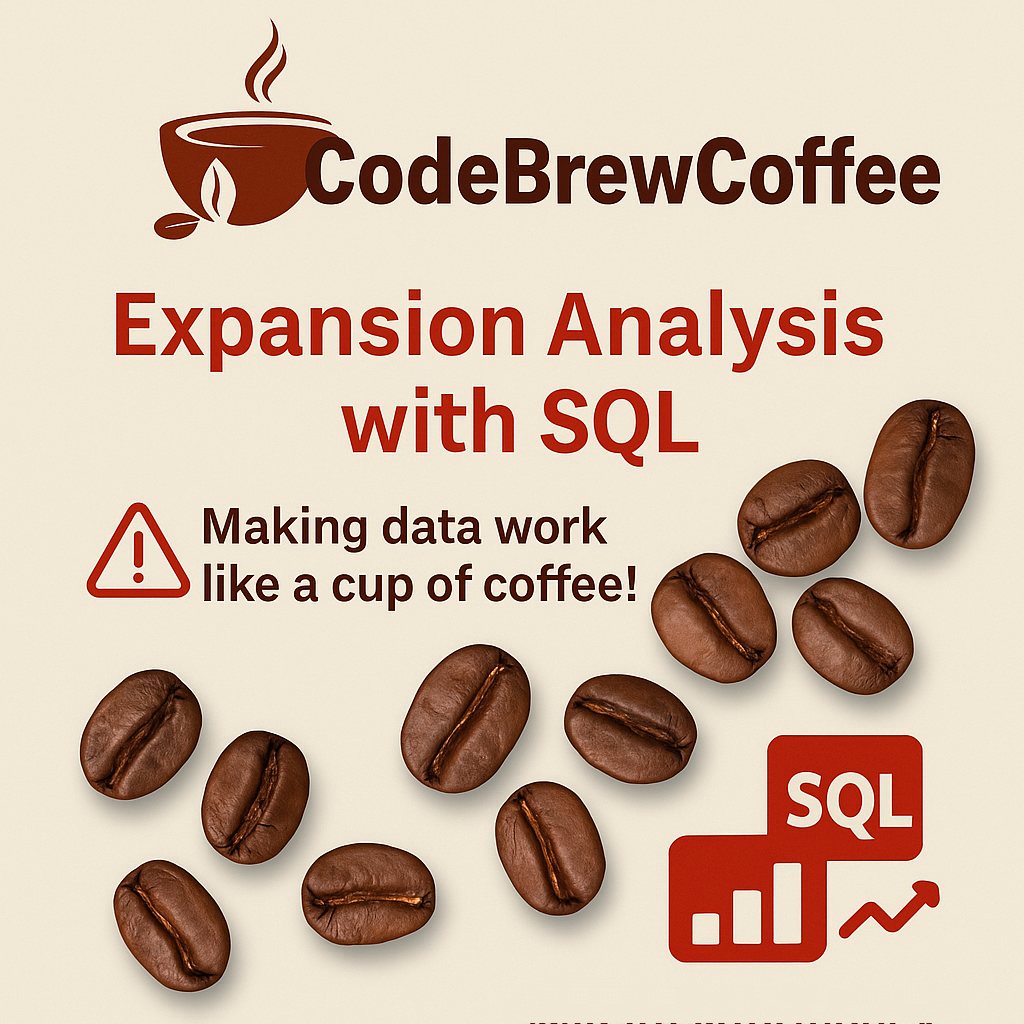 CodeBrewCoffee
Expansion Analysis
with SQL
Making data work
like a cup of coffee!
SQL